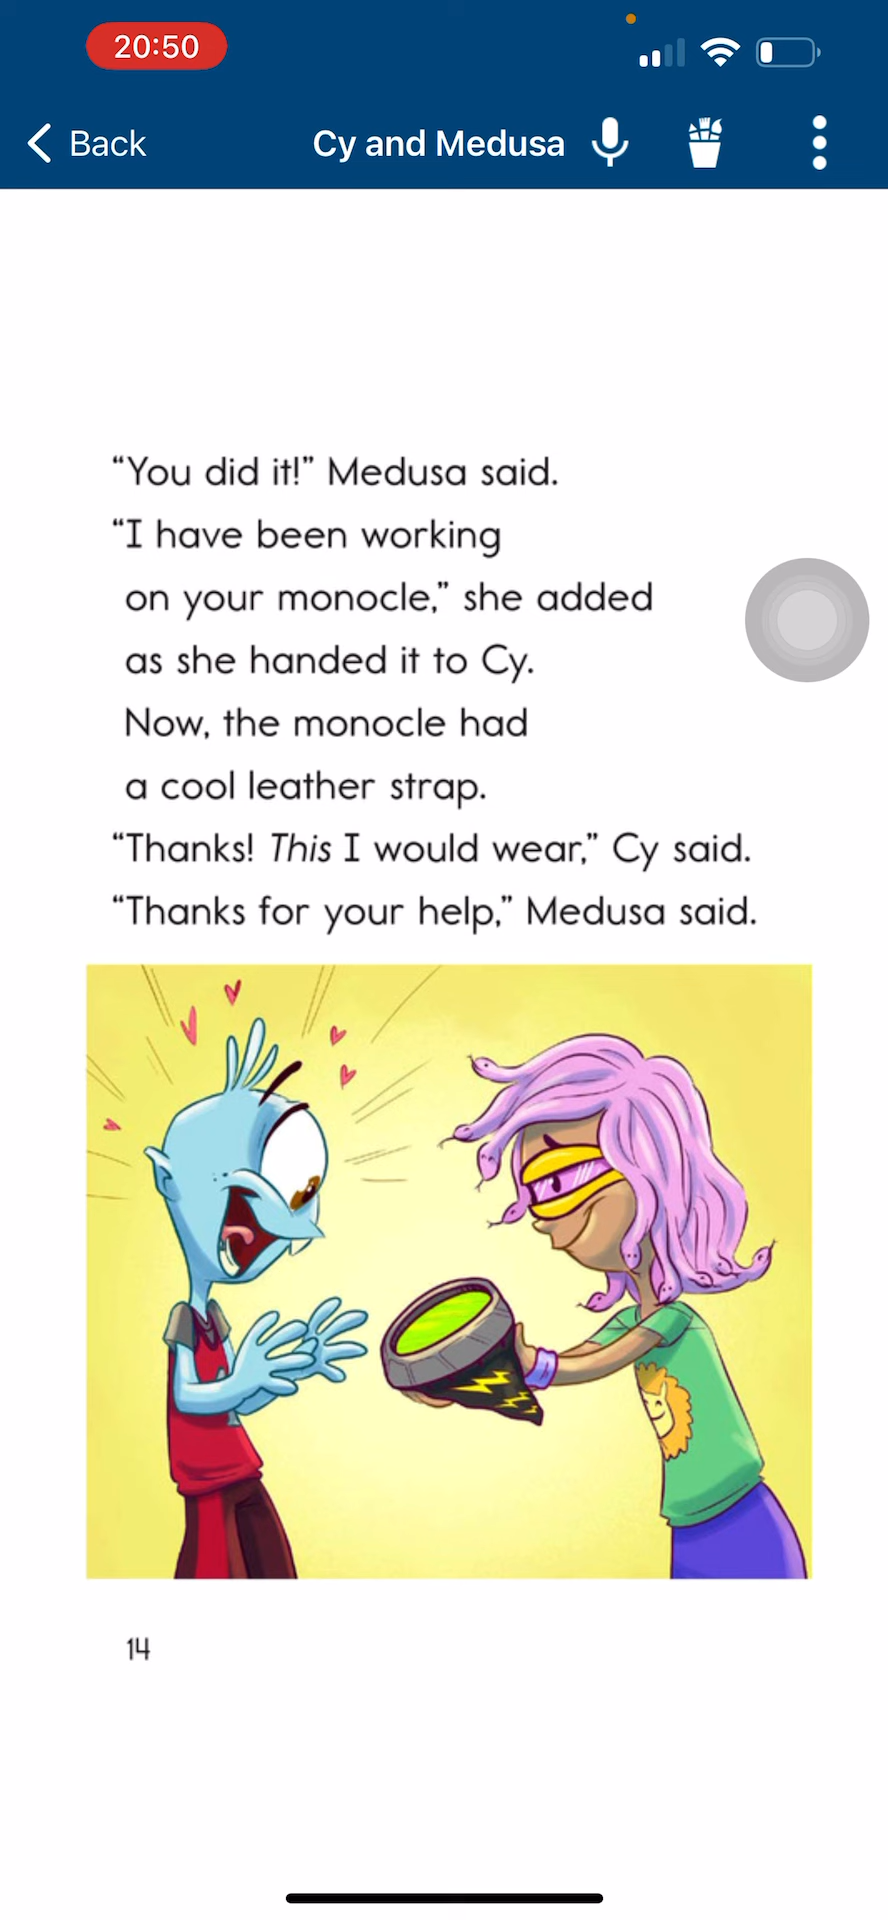 20:50
Back
Cy and Medusa
“You did it!” Medusa said.
“I have been working
on your monocle,” she added
as she handed it to Cy.
Now, the monocle had
a cool leather strap.
“Thanks! This I would wear,” Cy said.
“Thanks for your help,” Medusa said.
14